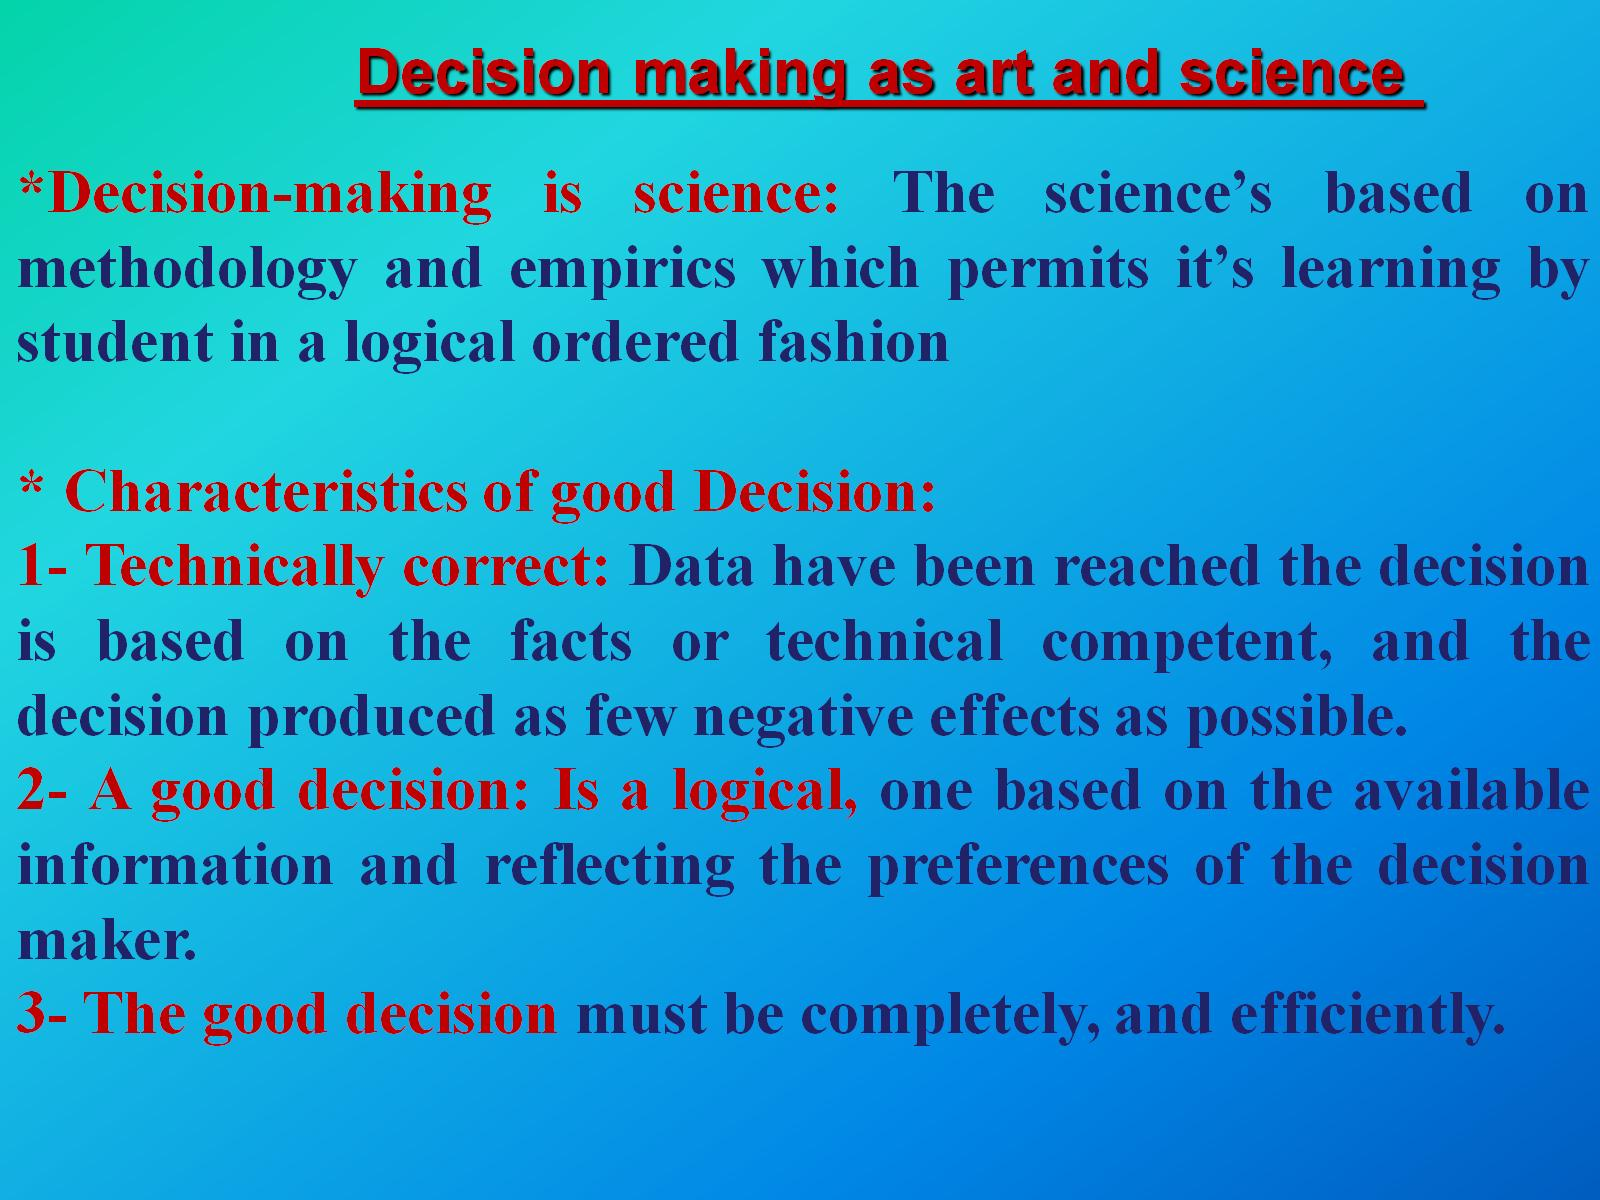 Decision making as art and science
*Decision-making is science: The science’s based on
methodology and empirics which permits it’s learning by
student in a logical ordered fashion
* Characteristics of good Decision:
1- Technically correct: Data have been reached the decision
is based on the facts or technical competent, and the
decision produced as few negative effects as possible.
2- A good decision: Is a logical, one based on the available
information and reflecting the preferences of the decision
maker.
3- The good decision must be completely, and efficiently.